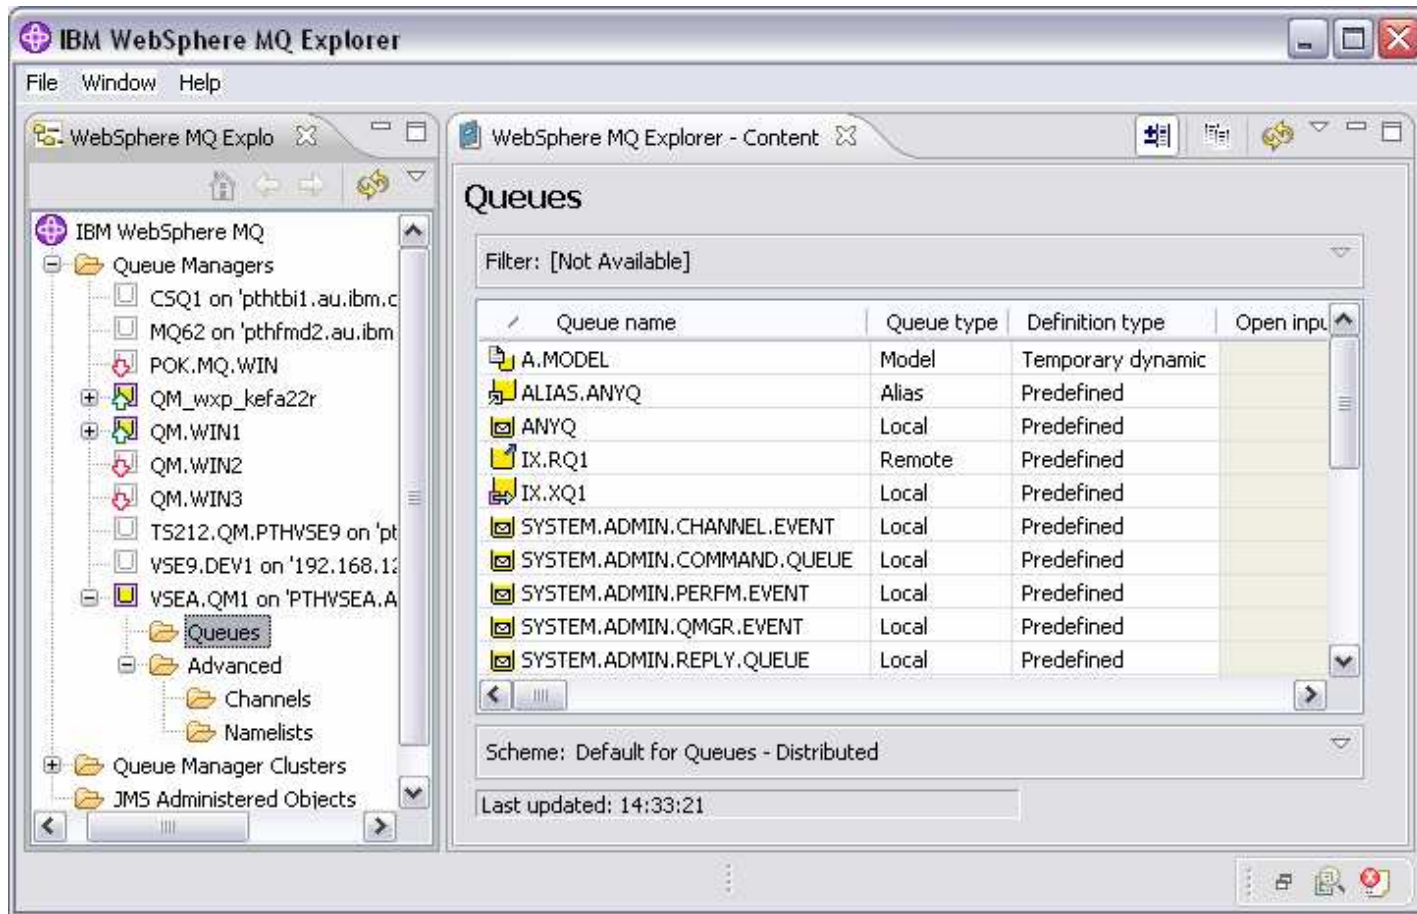 IBM WebSphere MQ Explorer
File Window Help
WebSphere MQ Explo
IBM WebSphere MQ
Queue Managers
CSQ1 on 'pthtbi1.au.ibm.c
MQ62 on 'pthfmd2.au.ibm
POK.MQ.WIN
QM_wxp_kefa22r
QM.WIN1
QM.WIN2
QM.WIN3
TS212.QM.PTHVSE9 on 'pt
VSE9.DEV1 on '192.168.12
VSEA.QM1 on 'PTHVSEA.A
Queues
Advanced
Channels
Namelists
Queue Manager Clusters
JMS Administered Objects
WebSphere MQ Explorer - Content
Queues
Filter: [Not Available]
Queue name Queue type Definition type Open inpu
A.MODEL Model Temporary dynamic
ALIAS.ANYQ Alias Predefined
ANYQ Local Predefined
IX.RQ1 Remote Predefined
IX.XQ1 Local Predefined
SYSTEM.ADMIN.CHANNEL.EVENT Local Predefined
SYSTEM.ADMIN.COMMAND.QUEUE Local Predefined
SYSTEM.ADMIN.PERFM.EVENT Local Predefined
SYSTEM.ADMIN.QMGR.EVENT Local Predefined
SYSTEM.ADMIN.REPLY.QUEUE Local Predefined
Scheme: Default for Queues - Distributed
Last updated: 14:33:21